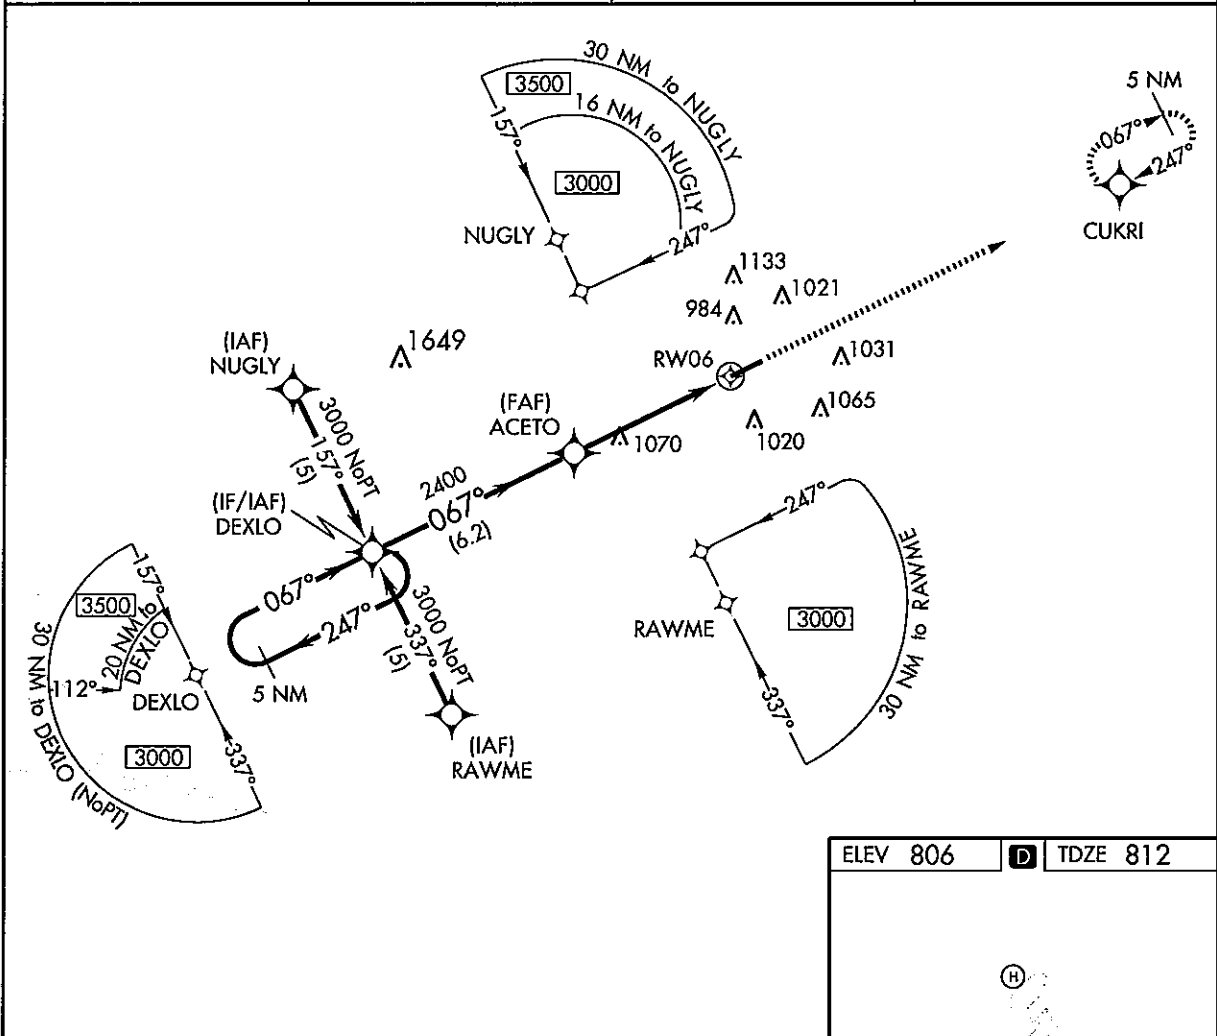 30 NM to NUGLY
3500
16 NM to NUGLY
157°
3000
NUGLY
247°
5 NM
067°
247°
CUKRI
1133
1021
984
1031
RW06
1065
1020
1070
(IAF)
NUGLY
1649
(FAF)
ACETO
3000 NoPT
157°
(5)
2400
067°
(6.2)
(IF/IAF)
DEXLO
067°
247°
5 NM
3000 NoPT
337°
(5)
(IAF)
RAWME
157°
3500
20 NM to
DEXLO
112°
DEXLO
30 NM to DEXLO (NoPT)
3000
337°
247°
RAWME
3000
30 NM to RAWME
337°
ELEV 806 D TDZE 812
H